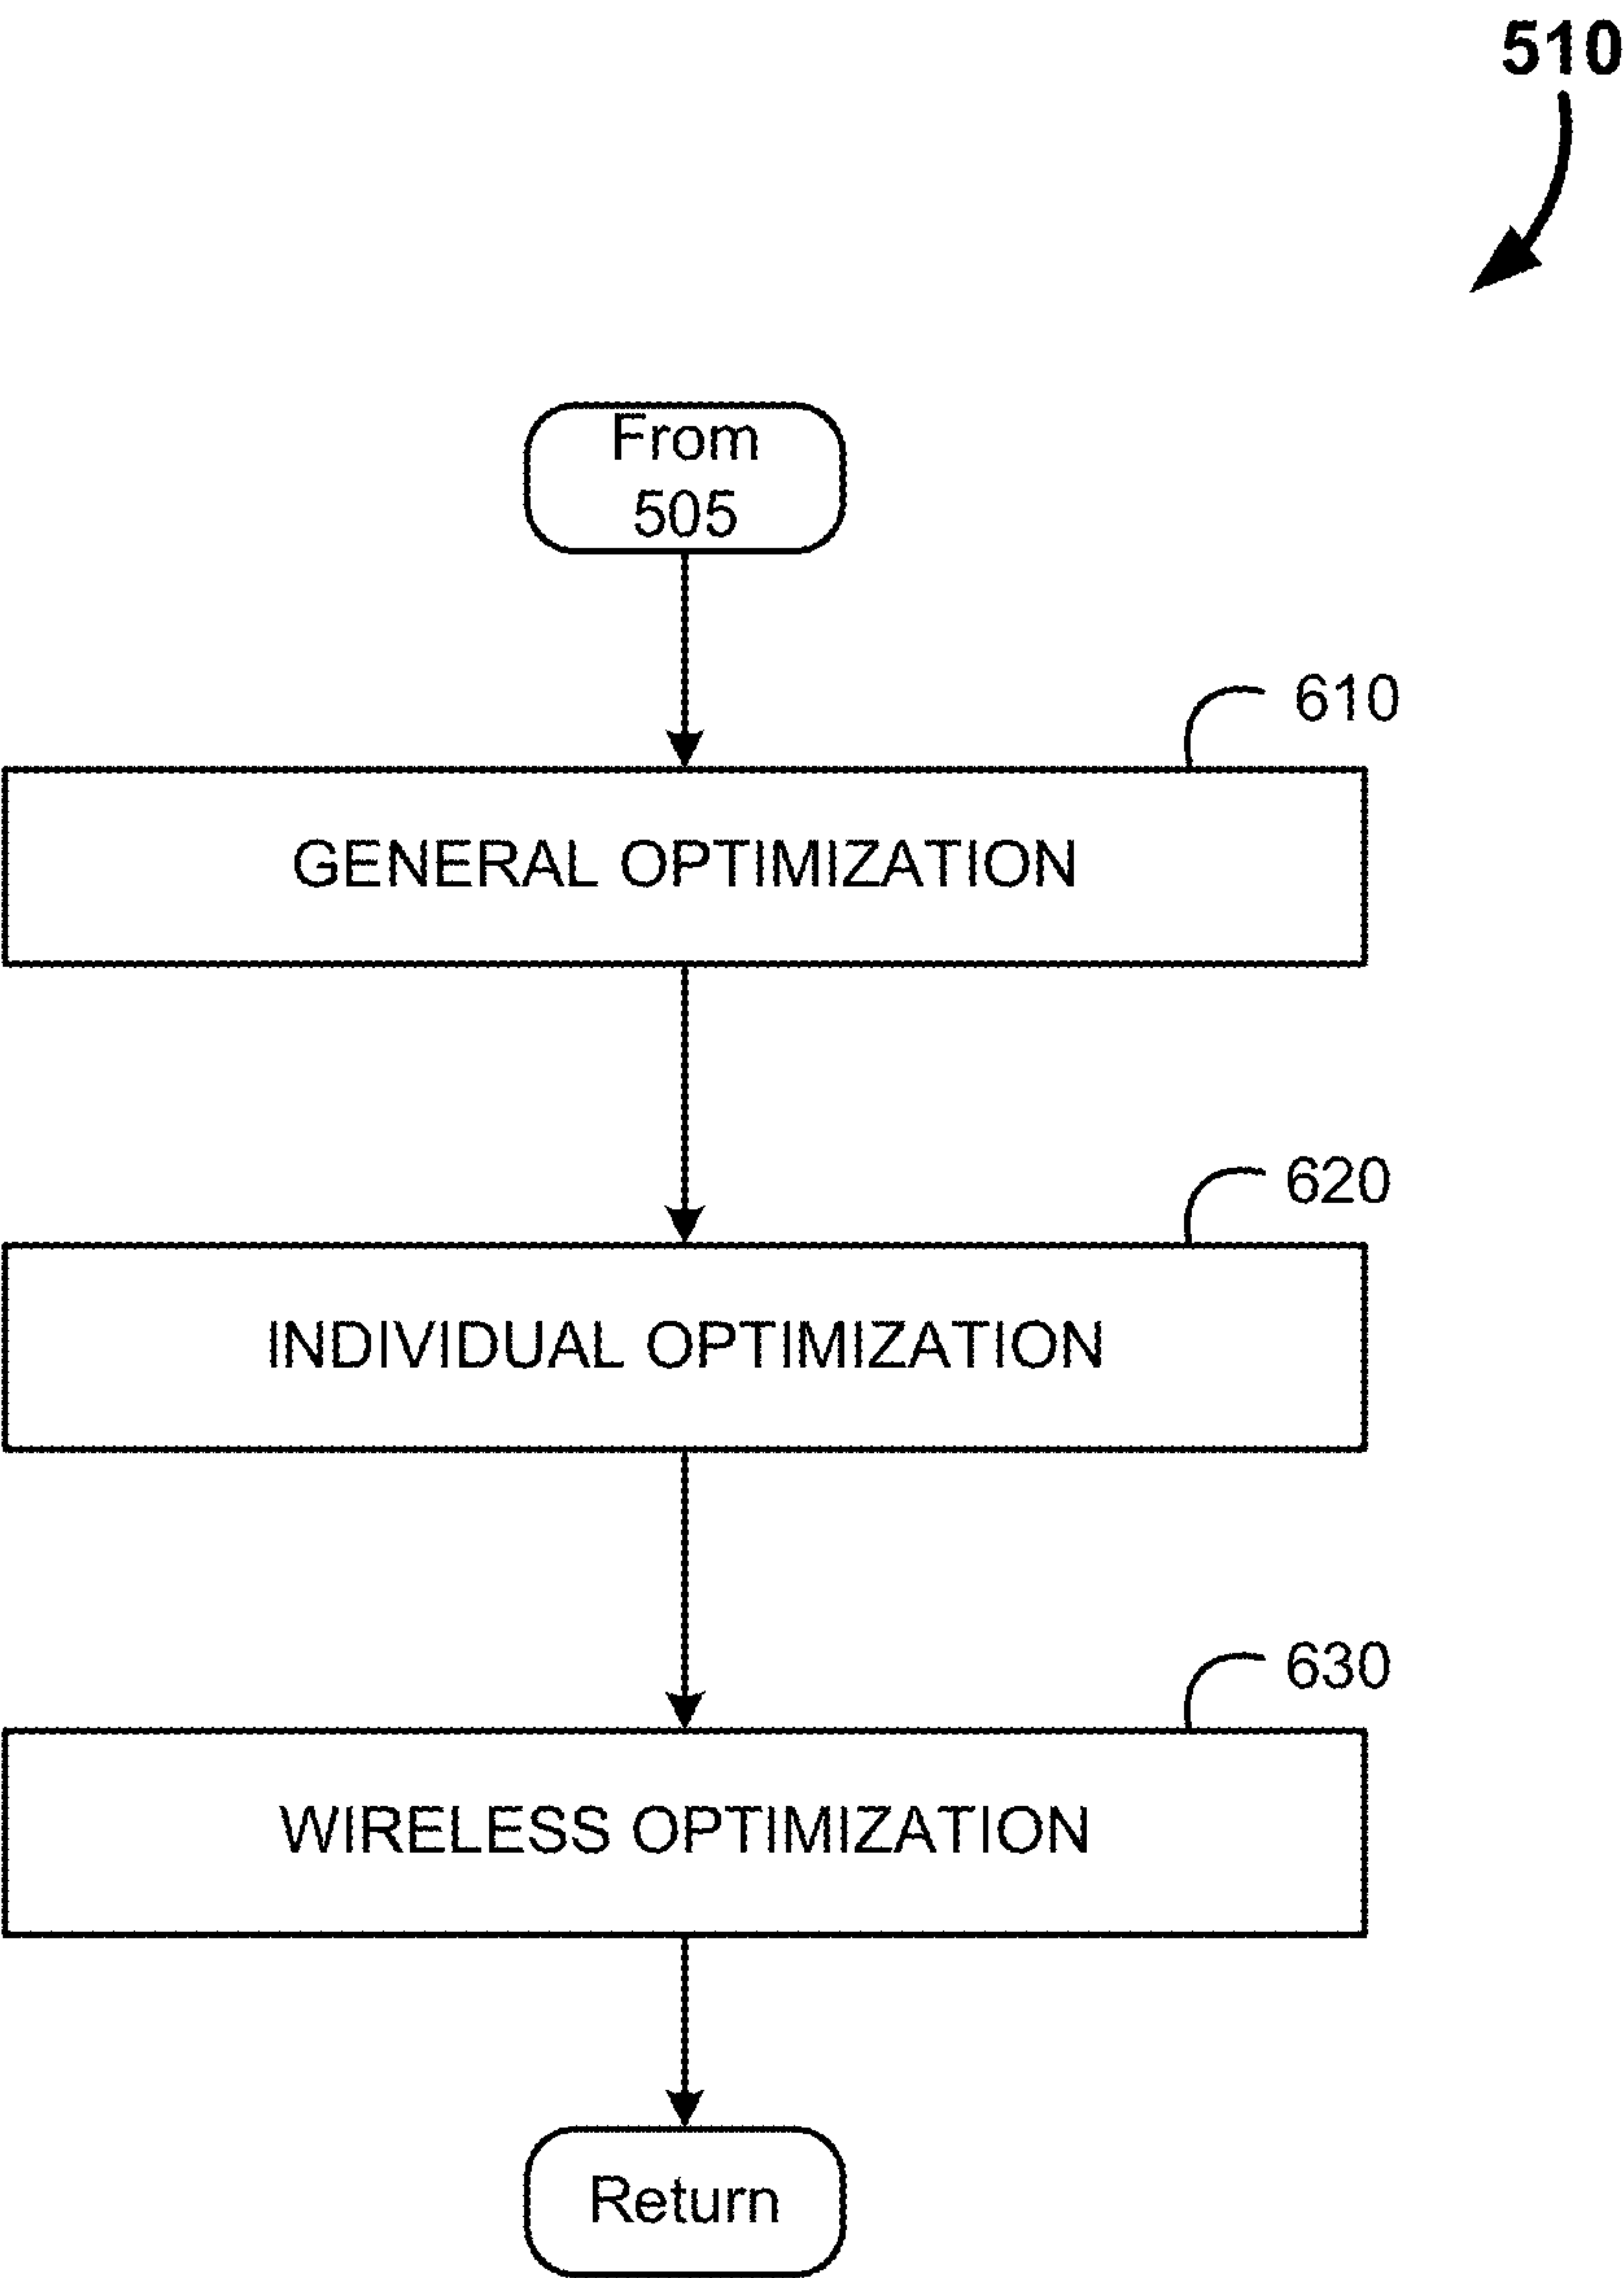 510
From
505
610
GENERAL OPTIMIZATION
620
INDIVIDUAL OPTIMIZATION
630
WIRELESS OPTIMIZATION
Return